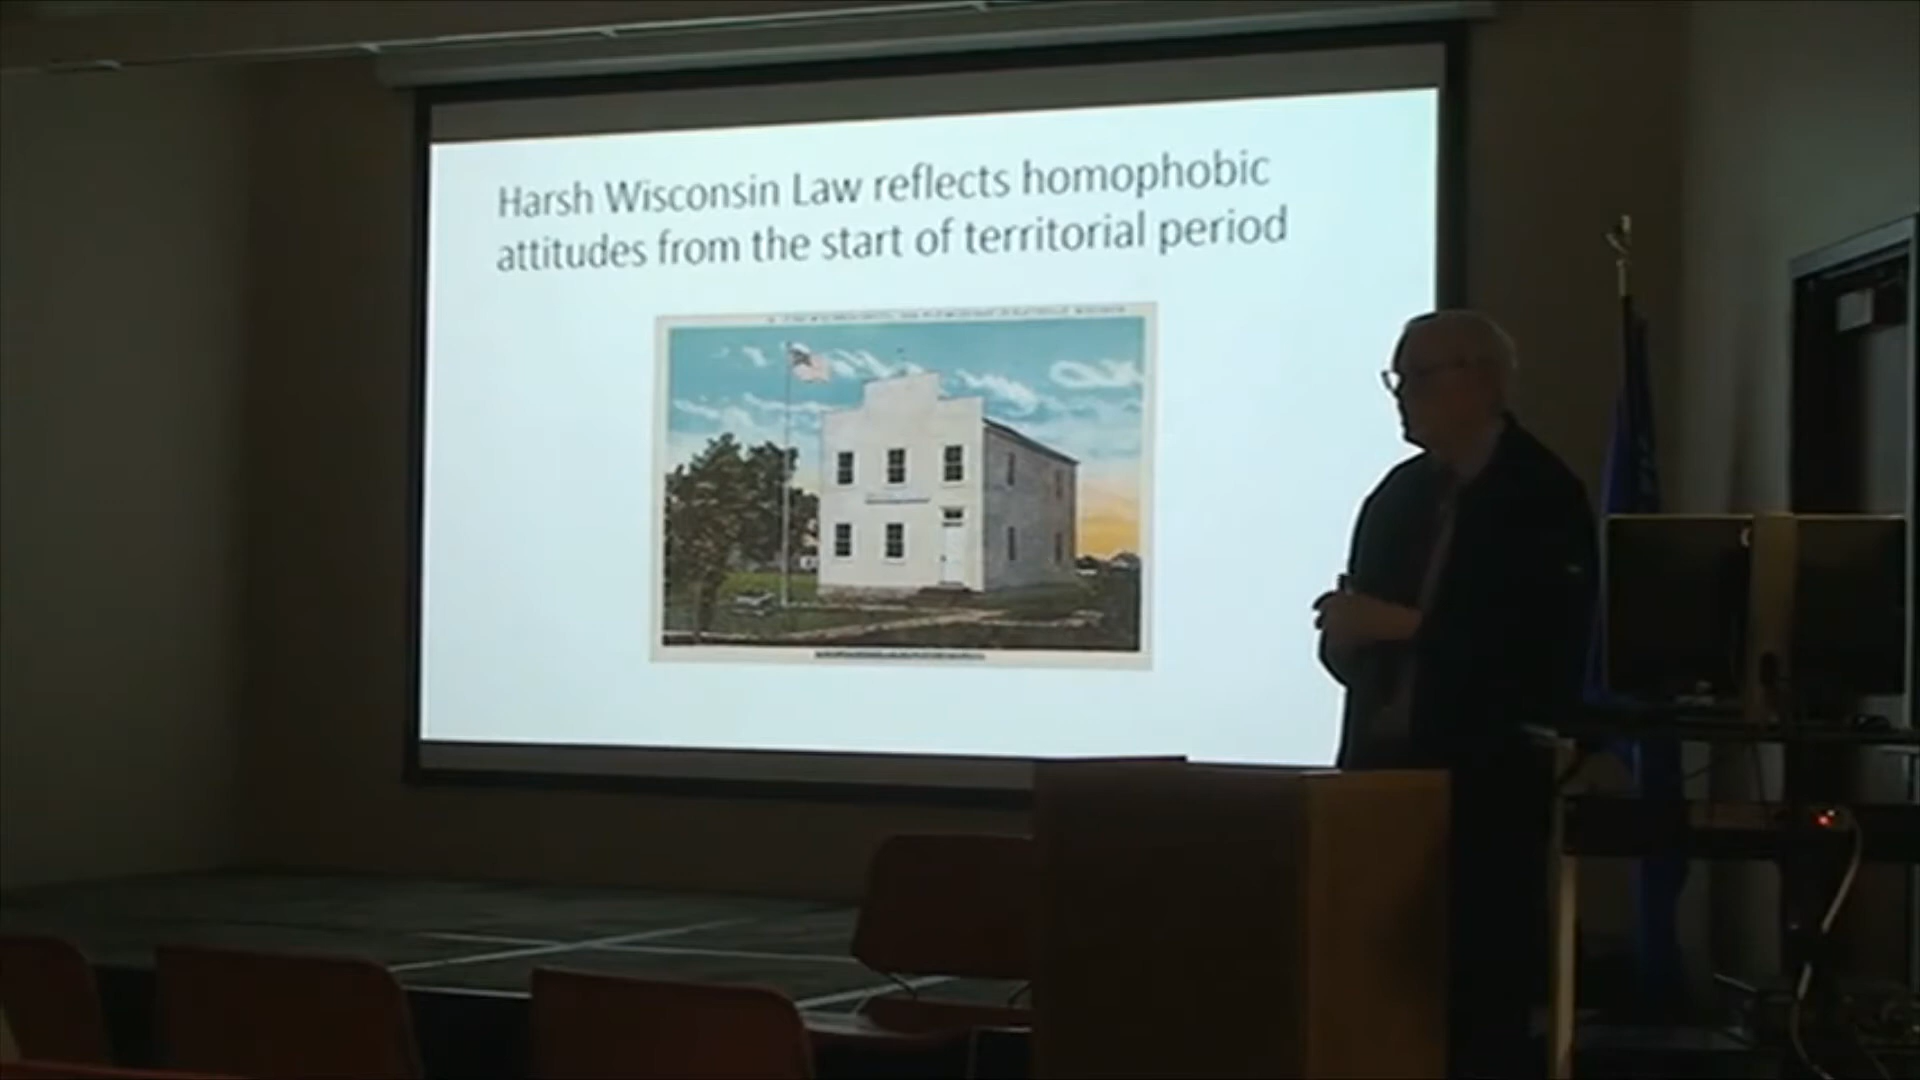 Harsh Wisconsin Law reflects homophobic
attitudes from the start of territorial period